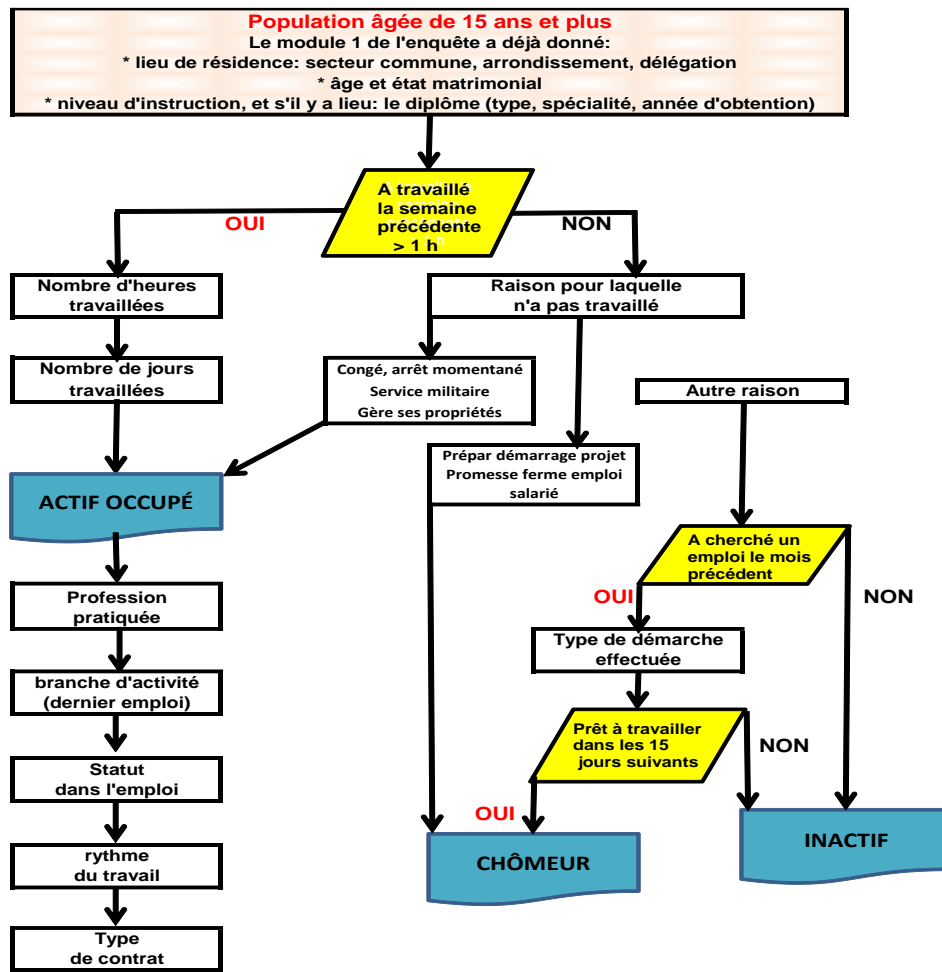 Population âgée de 15 ans et plus
Le module 1 de l'enquête a déjà donné:
* lieu de résidence: secteur commune, arrondissement, délégation
* âge et état matrimonial
* niveau d'instruction, et s'il y a lieu: le diplôme (type, spécialité, année d'obtention)
A travaillé
la semaine
précédente
> 1 h
OUI
NON
Nombre d'heures
travaillées
Raison pour laquelle
n'a pas travaillé
Nombre de jours
travaillées
Congé, arrêt momentané
Service militaire
Gère ses propriétés
Autre raison
Prépar démarrage projet
Promesse ferme emploi
salarié
ACTIF OCCUPÉ
A cherché un
emploi le mois
précédent
OUI
NON
Profession
pratiquée
Type de démarche
effectuée
branche d'activité
(dernier emploi)
Prêt à travailler
dans les 15
jours suivants
NON
Statut
dans l'emploi
OUI
CHÔMEUR
INACTIF
rythme
du travail
Type
de contrat